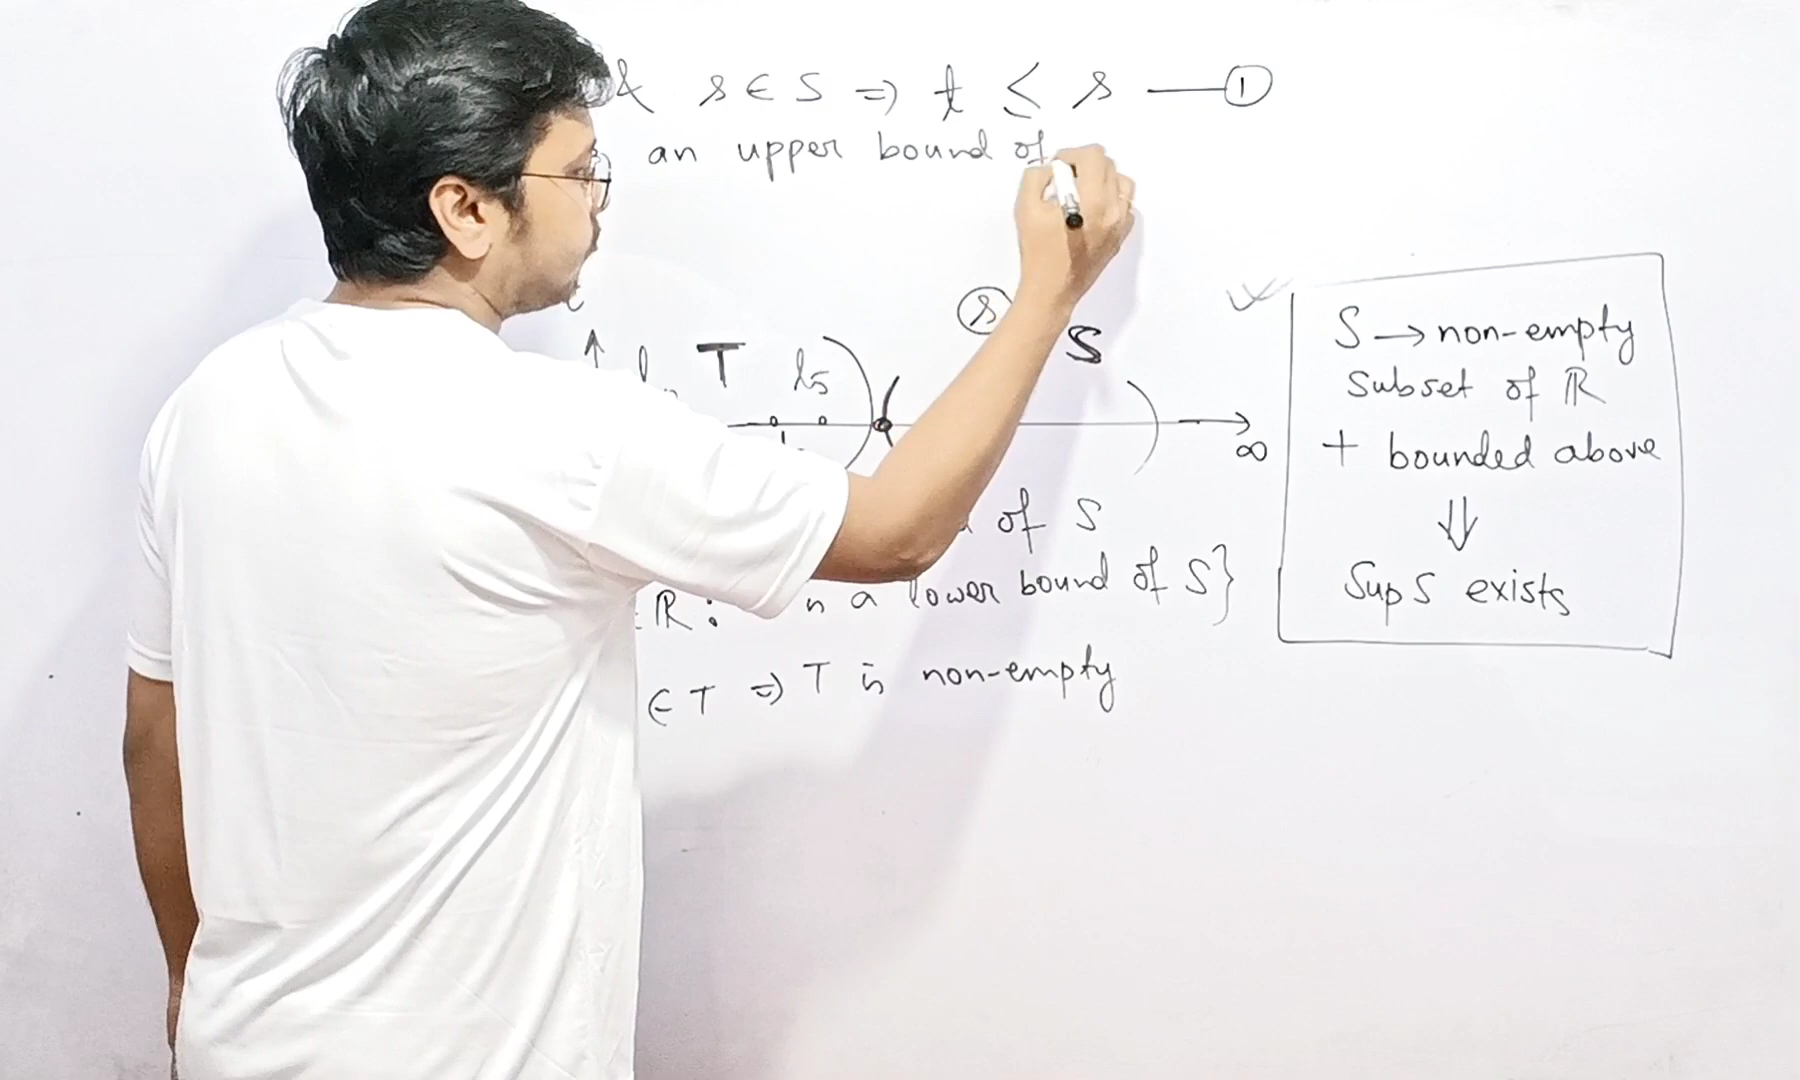 & s ∈ S ⇒ t ≤ s — ①
an upper bound of
s
T l5 S
∞
of S
ℝ : is a lower bound of S}
∈ T ⇒ T is non-empty
S → non-empty
subset of ℝ
+ bounded above
⇓
Sup S exists